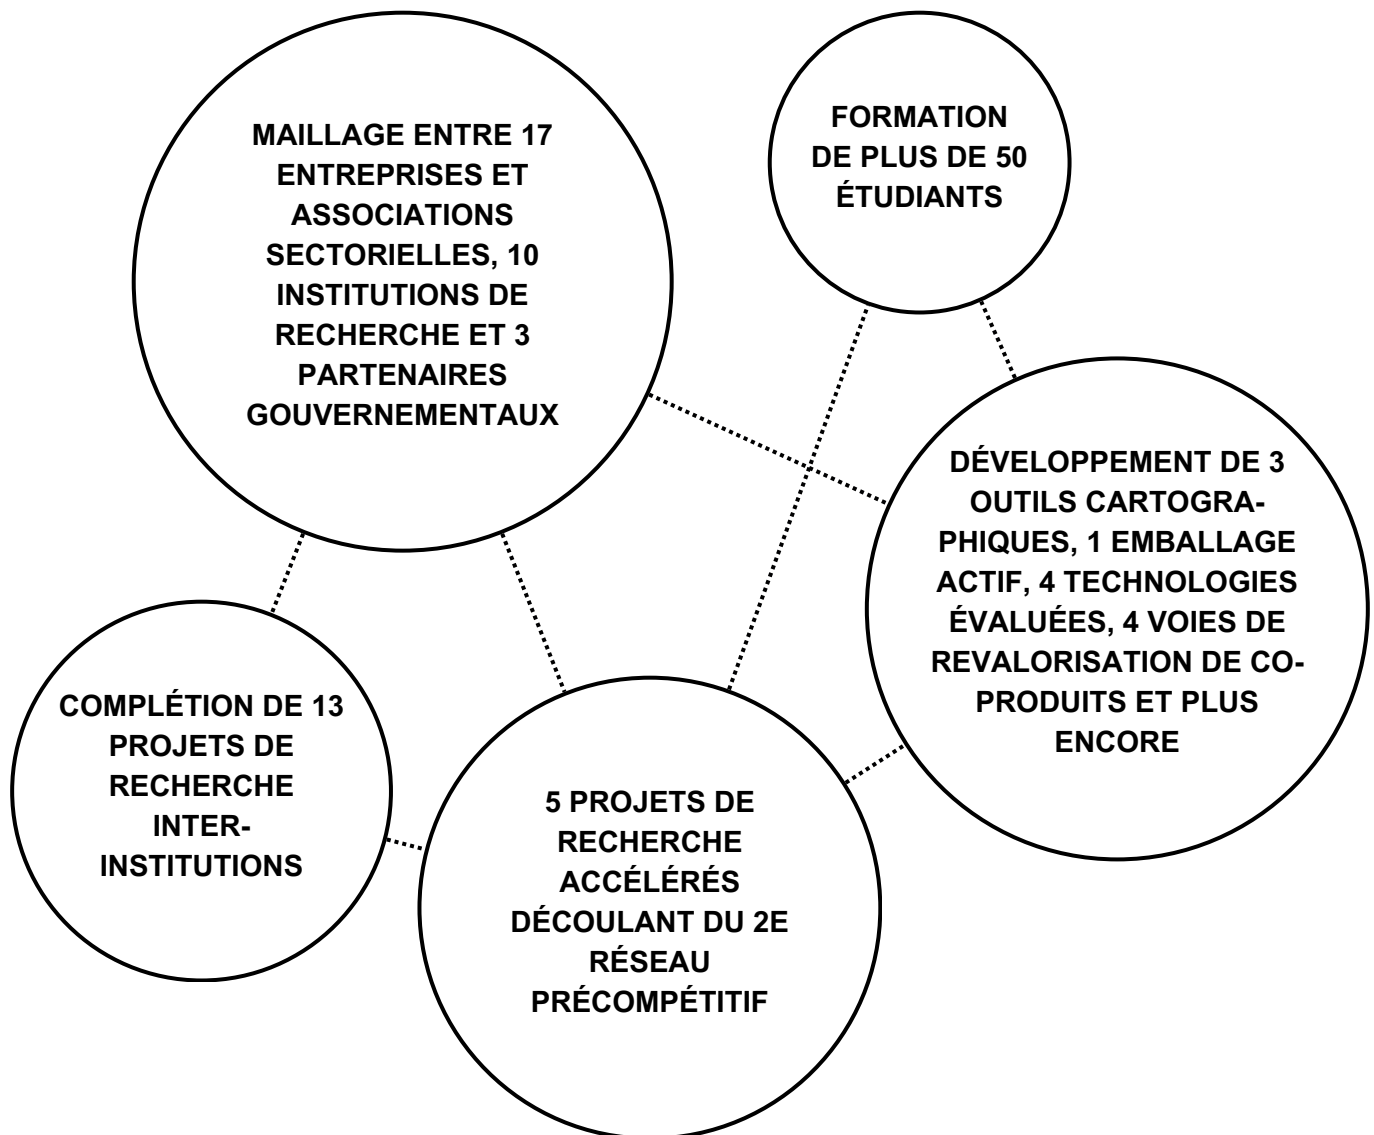 MAILLAGE ENTRE 17
ENTREPRISES ET
ASSOCIATIONS
SECTORIELLES, 10
INSTITUTIONS DE
RECHERCHE ET 3
PARTENAIRES
GOUVERNEMENTAUX
FORMATION
DE PLUS DE 50
ÉTUDIANTS
DÉVELOPPEMENT DE 3
OUTILS CARTOGRA-
PHIQUES, 1 EMBALLAGE
ACTIF, 4 TECHNOLOGIES
ÉVALUÉES, 4 VOIES DE
REVALORISATION DE CO-
PRODUITS ET PLUS
ENCORE
COMPLÉTION DE 13
PROJETS DE
RECHERCHE
INTER-
INSTITUTIONS
5 PROJETS DE
RECHERCHE
ACCÉLÉRÉS
DÉCOULANT DU 2E
RÉSEAU
PRÉCOMPÉTITIF